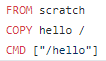 FROM scratch
COPY hello /
CMD ["/hello"]